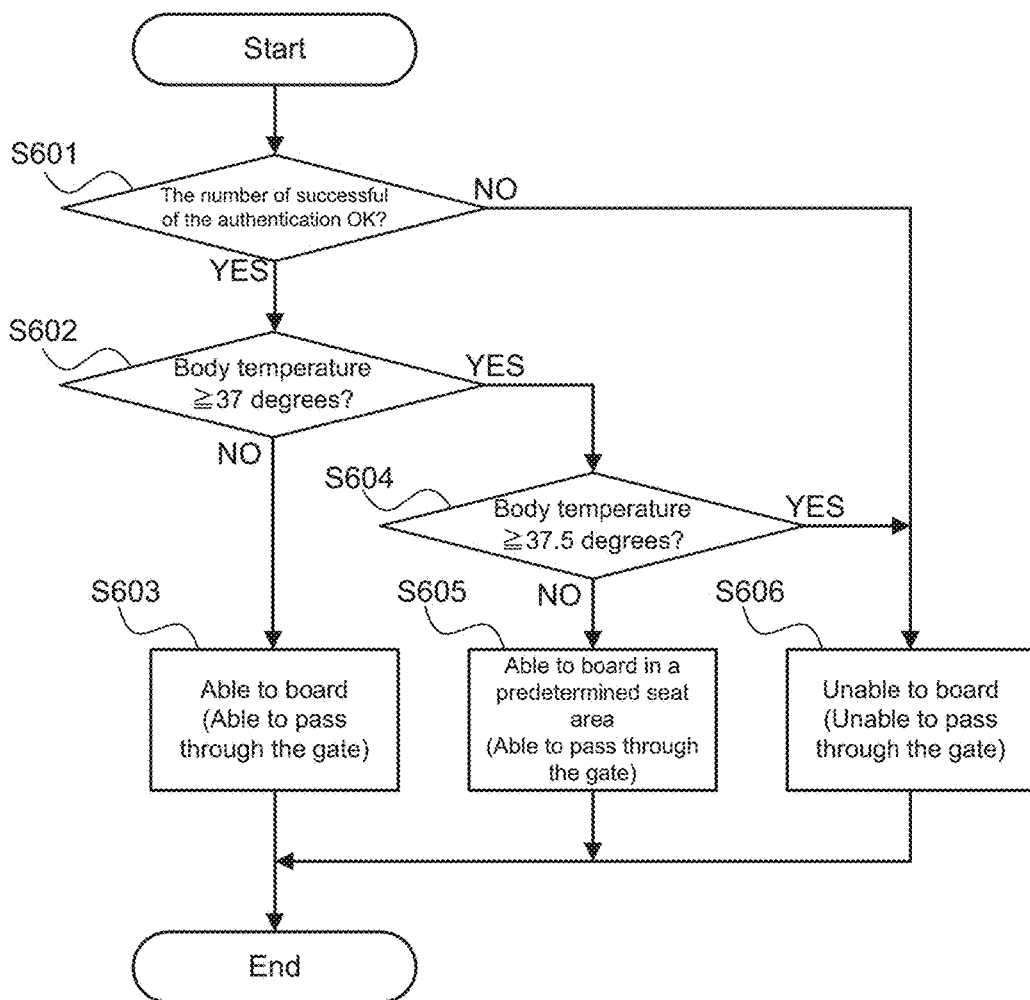 Start
S601
The number of successful
of the authentication OK?
NO
YES
S602
Body temperature
≧37 degrees?
YES
NO
S604
Body temperature
≧37.5 degrees?
YES
NO
S603
Able to board
(Able to pass
through the gate)
S605
Able to board in a
predetermined seat
area
(Able to pass through
the gate)
S606
Unable to board
(Unable to pass
through the gate)
End